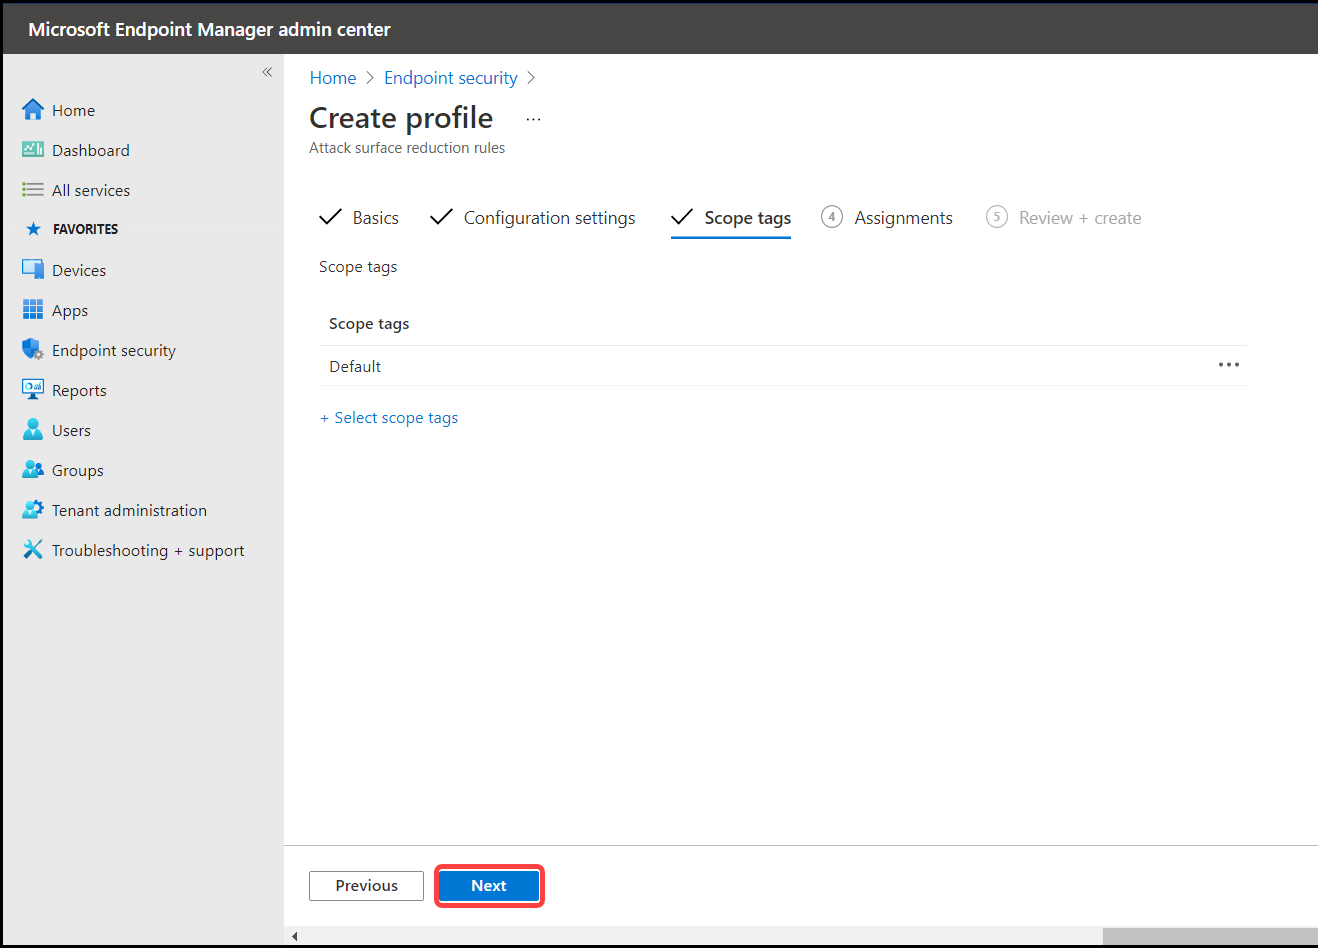 Microsoft Endpoint Manager admin center
«
Home
Dashboard
All services
FAVORITES
Devices
Apps
Endpoint security
Reports
Users
Groups
Tenant administration
Troubleshooting + support
Home > Endpoint security >
Create profile ...
Attack surface reduction rules
Basics Configuration settings Scope tags 4 Assignments 5 Review + create
Scope tags
Scope tags
Default ...
+ Select scope tags
Previous Next